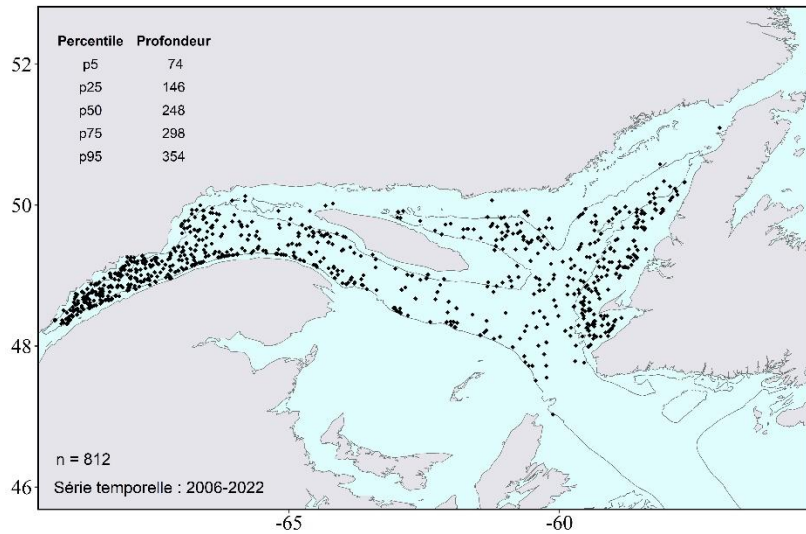 Percentile Profondeur
p5 74
p25 146
p50 248
p75 298
p95 354
52
50
48
46
n = 812
Série temporelle : 2006-2022
-65 -60